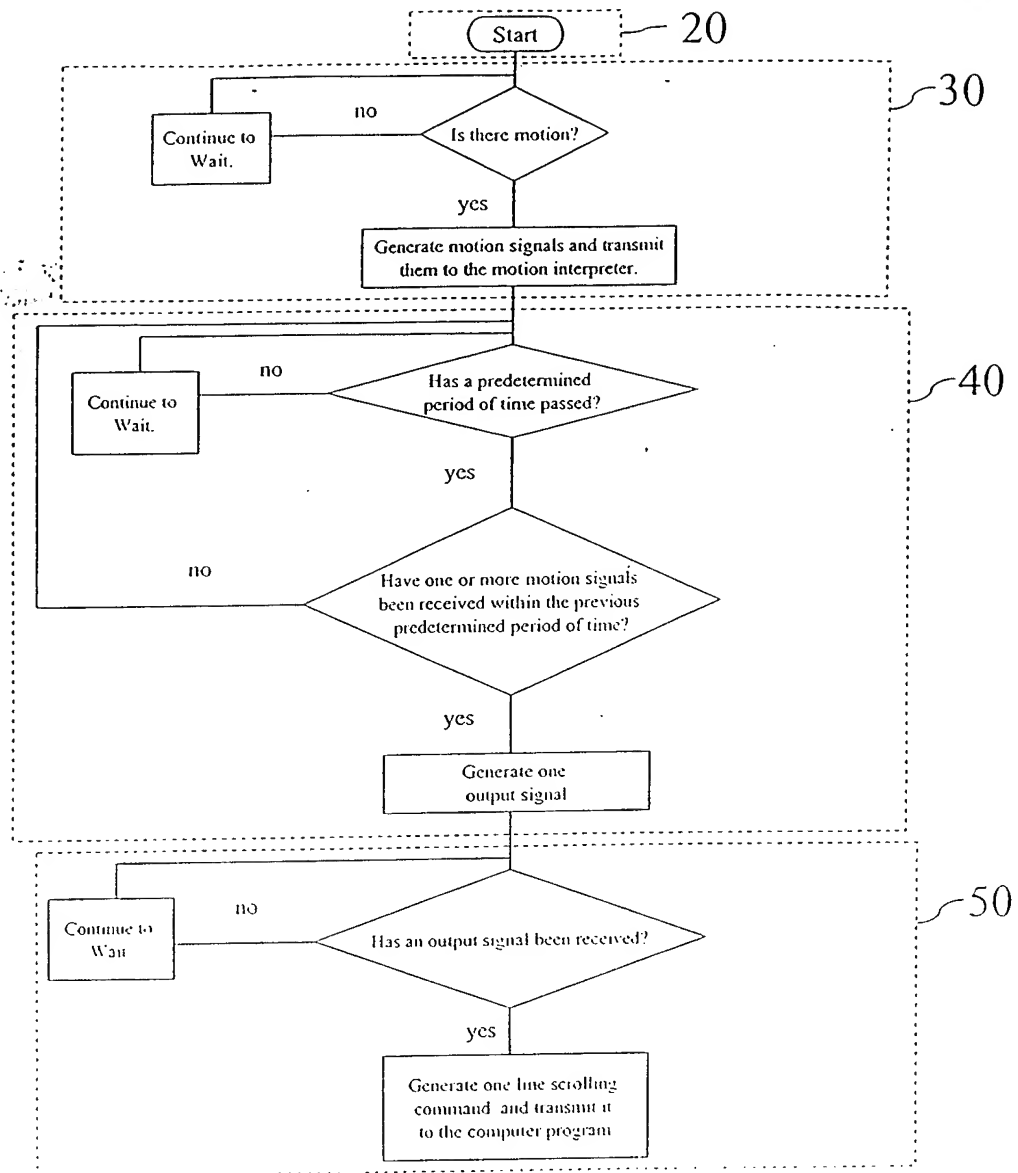 Start
20
30
no
Is there motion?
Continue to
Wait.
yes
Generate motion signals and transmit
them to the motion interpreter.
40
no
Has a predetermined
period of time passed?
Continue to
Wait.
yes
no
Have one or more motion signals
been received within the previous
predetermined period of time?
yes
Generate one
output signal
50
no
Continue to
Wait
Has an output signal been received?
yes
Generate one line scrolling
command and transmit it
to the computer program